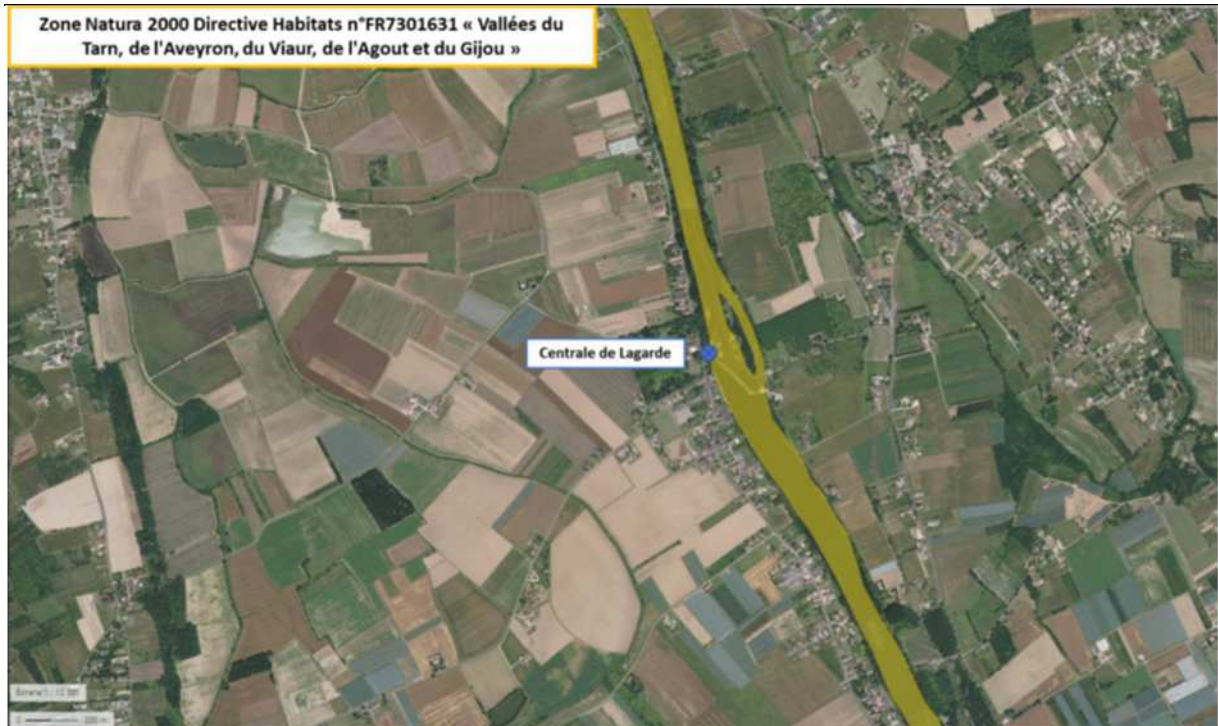 Zone Natura 2000 Directive Habitats n°FR7301631 « Vallées du
Tarn, de l'Aveyron, du Viaur, de l'Agout et du Gijou »
Centrale de Lagarde